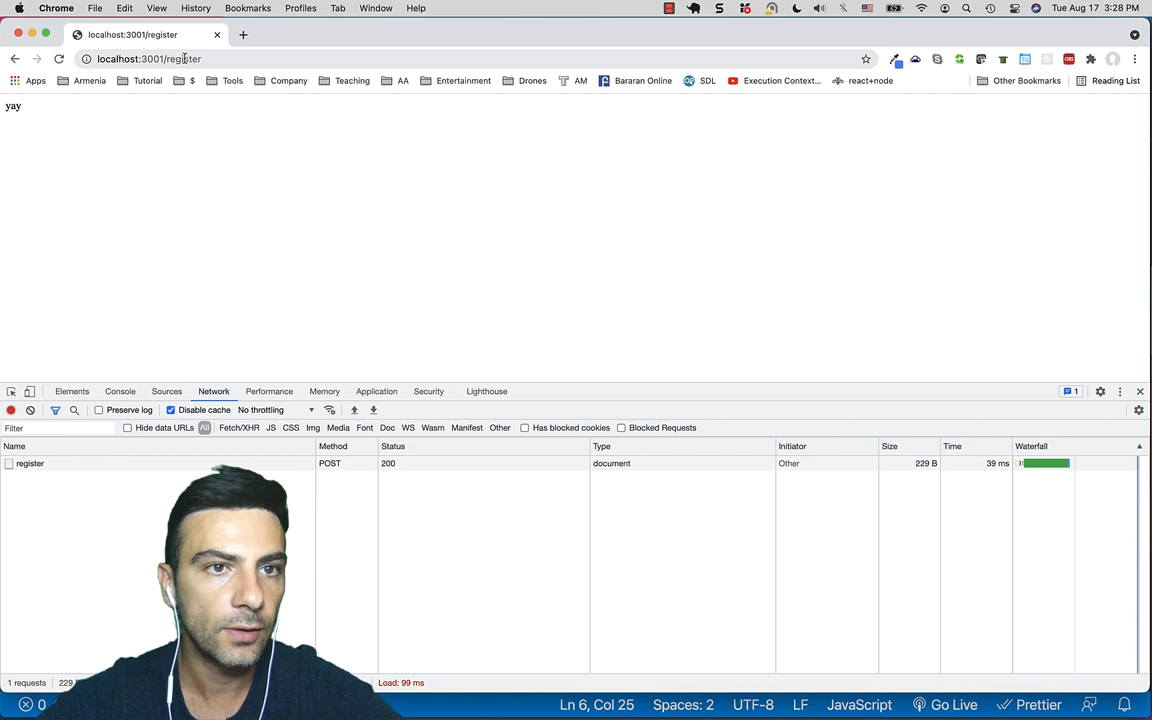 Chrome File Edit View History Bookmarks Profiles Tab Window Help Tue Aug 17 3:28 PM
localhost:3001/register
localhost:3001/register
Apps Armenia Tutorial $ Tools Company Teaching AA Entertainment Drones AM Bararan Online SDL Execution Context... react+node Other Bookmarks Reading List
yay
Elements Console Sources Network Performance Memory Application Security Lighthouse 1
Preserve log Disable cache No throttling
Filter Hide data URLs All Fetch/XHR JS CSS Img Media Font Doc WS Wasm Manifest Other Has blocked cookies Blocked Requests
Name Method Status Type Initiator Size Time Waterfall
register POST 200 document Other 229 B 39 ms
1 requests 229 Load: 99 ms
0 Ln 6, Col 25 Spaces: 2 UTF-8 LF JavaScript Go Live Prettier